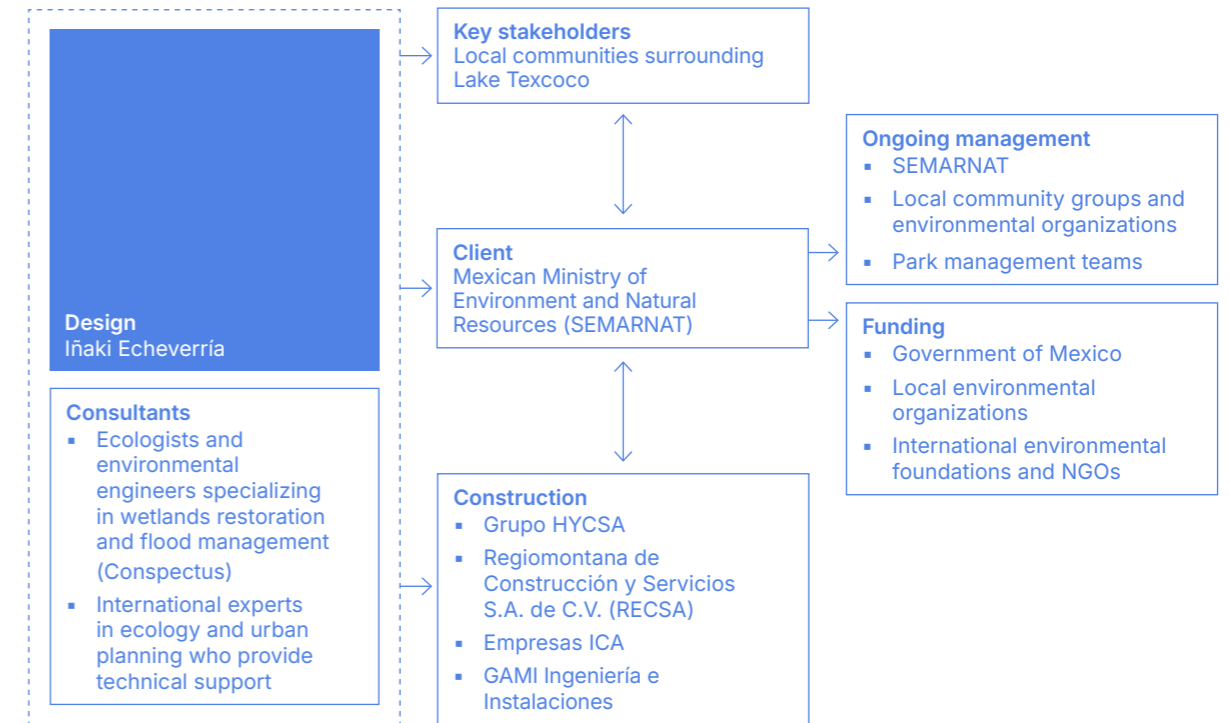 Design
Iñaki Echeverría
Consultants
▪ Ecologists and
environmental
engineers specializing
in wetlands restoration
and flood management
(Conspectus)
▪ International experts
in ecology and urban
planning who provide
technical support
Key stakeholders
Local communities surrounding
Lake Texcoco
Client
Mexican Ministry of
Environment and Natural
Resources (SEMARNAT)
Construction
▪ Grupo HYCSA
▪ Regiomontana de
Construcción y Servicios
S.A. de C.V. (RECSA)
▪ Empresas ICA
▪ GAMI Ingeniería e
Instalaciones
Ongoing management
▪ SEMARNAT
▪ Local community groups and
environmental organizations
▪ Park management teams
Funding
▪ Government of Mexico
▪ Local environmental
organizations
▪ International environmental
foundations and NGOs